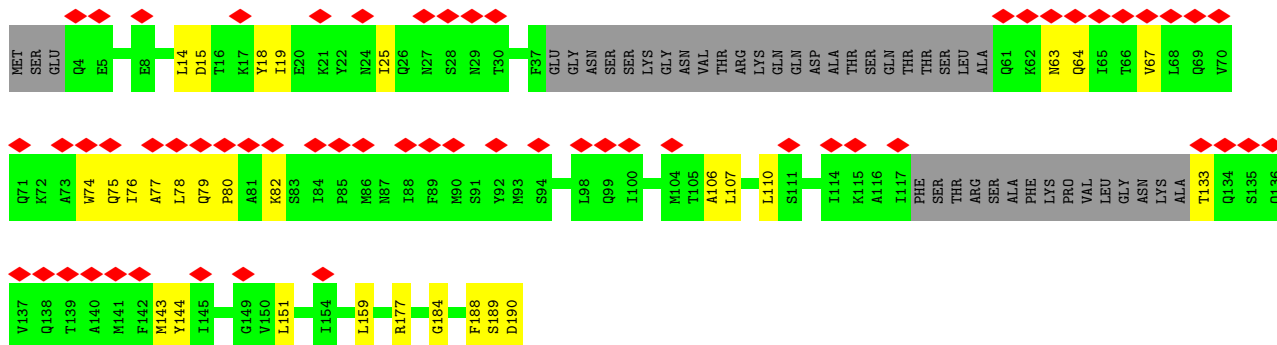 MET SER GLU Q4 E5 E8 L14 D15 T16 K17 Y18 I19 E20 K21 Y22 N24 I25 Q26 N27 S28 N29 T30 F37 GLU GLY ASN SER SER LYS GLY ASN VAL THR ARG LYS GLN GLN ASP ALA THR SER GLN THR THR SER LEU ALA Q61 K62 N63 Q64 I65 T66 V67 L68 Q69 V70
Q71 K72 A73 W74 Q75 I76 A77 L78 Q79 P80 A81 K82 S83 I84 P85 M86 N87 I88 F89 M90 S91 Y92 M93 S94 L98 Q99 I100 M104 T105 A106 L107 L110 S111 I114 K115 A116 I117 PHE SER THR ARG SER ALA PHE LYS PRO VAL LEU GLY ASN LYS ALA T133 Q134 S135 Q136
V137 Q138 T139 A140 M141 F142 M143 Y144 I145 G149 V150 L151 I154 L159 R177 G184 F188 S189 D190